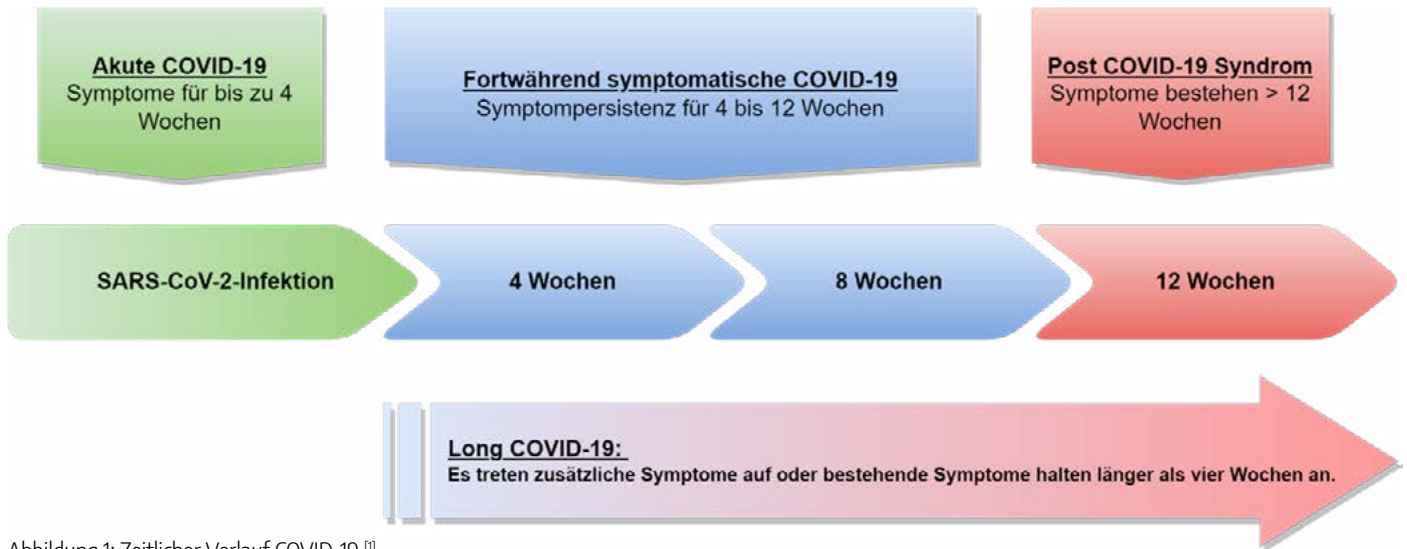 Akute COVID-19
Symptome für bis zu 4
Wochen
Fortwährend symptomatische COVID-19
Symptompersistenz für 4 bis 12 Wochen
Post COVID-19 Syndrom
Symptome bestehen > 12
Wochen
SARS-CoV-2-Infektion
4 Wochen
8 Wochen
12 Wochen
Long COVID-19:
Es treten zusätzliche Symptome auf oder bestehende Symptome halten länger als vier Wochen an.
Abbildung 1: Zeitlicher Verlauf COVID-19 [1]